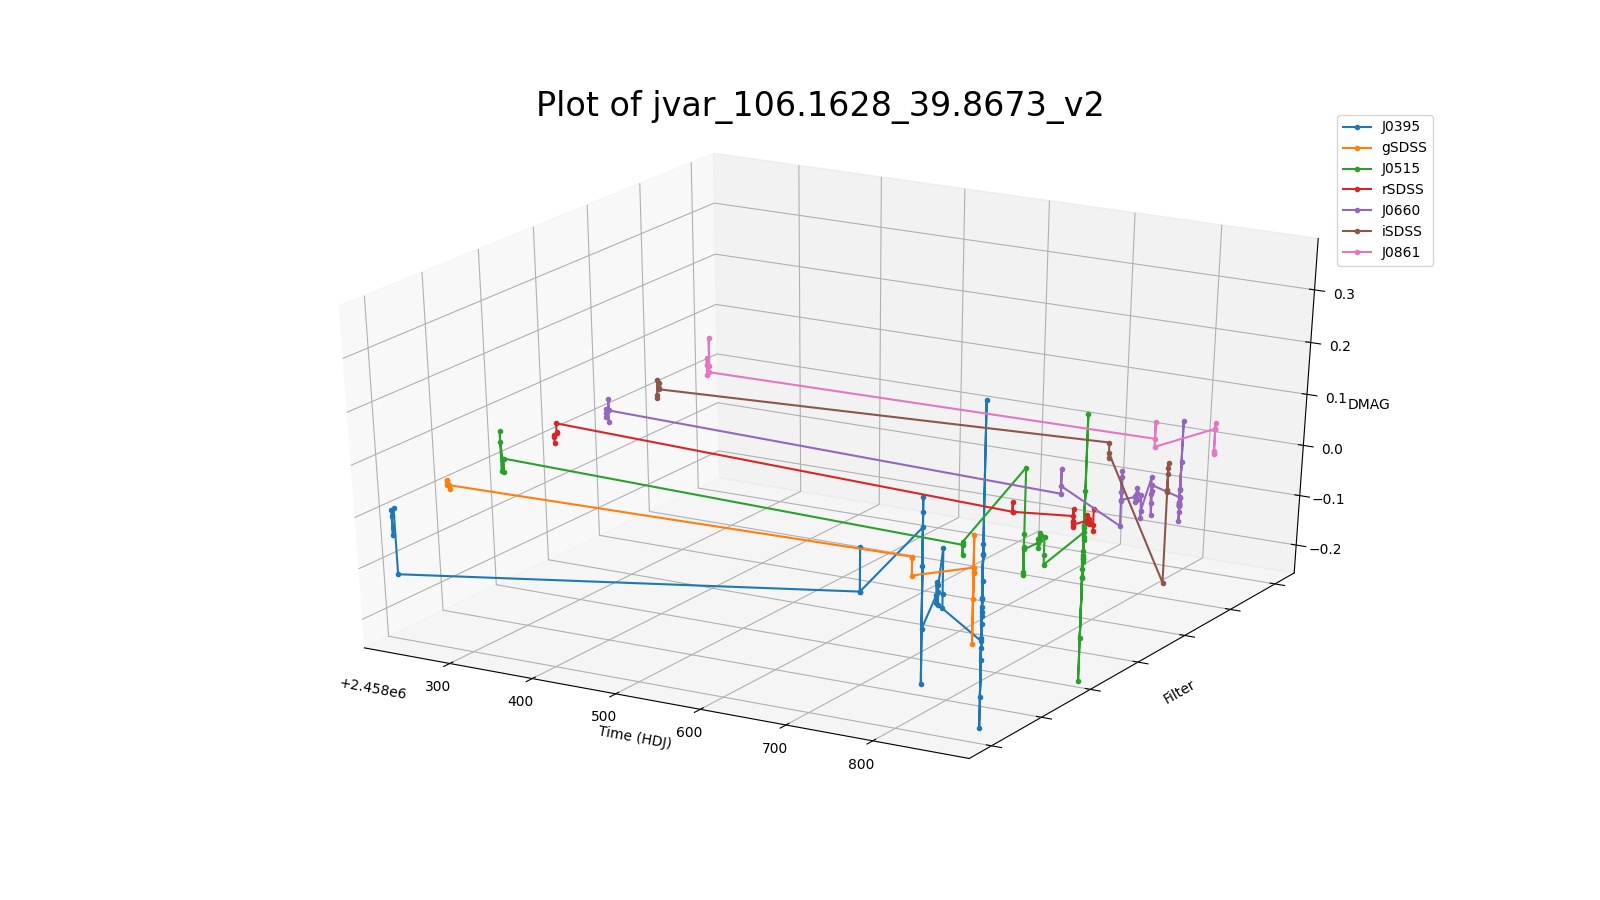 Plot of jvar_106.1628_39.8673_v2
J0395
gSDSS
J0515
rSDSS
J0660
iSDSS
J0861
0.3
0.2
0.1
DMAG
0.0
−0.1
−0.2
Filter
+2.458e6
300
400
500
600
700
800
Time (HDJ)